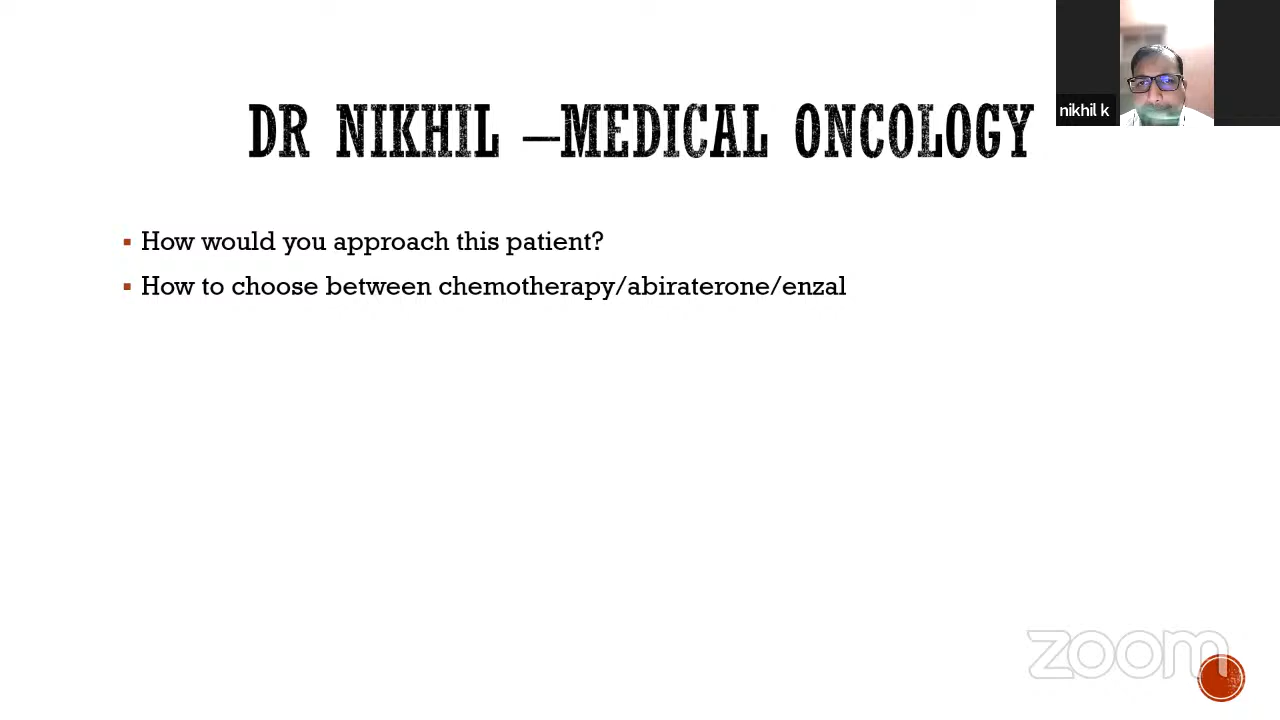 DR NIKHIL –MEDICAL ONCOLOGY
nikhil k
▪ How would you approach this patient?
▪ How to choose between chemotherapy/abiraterone/enzal
zoom